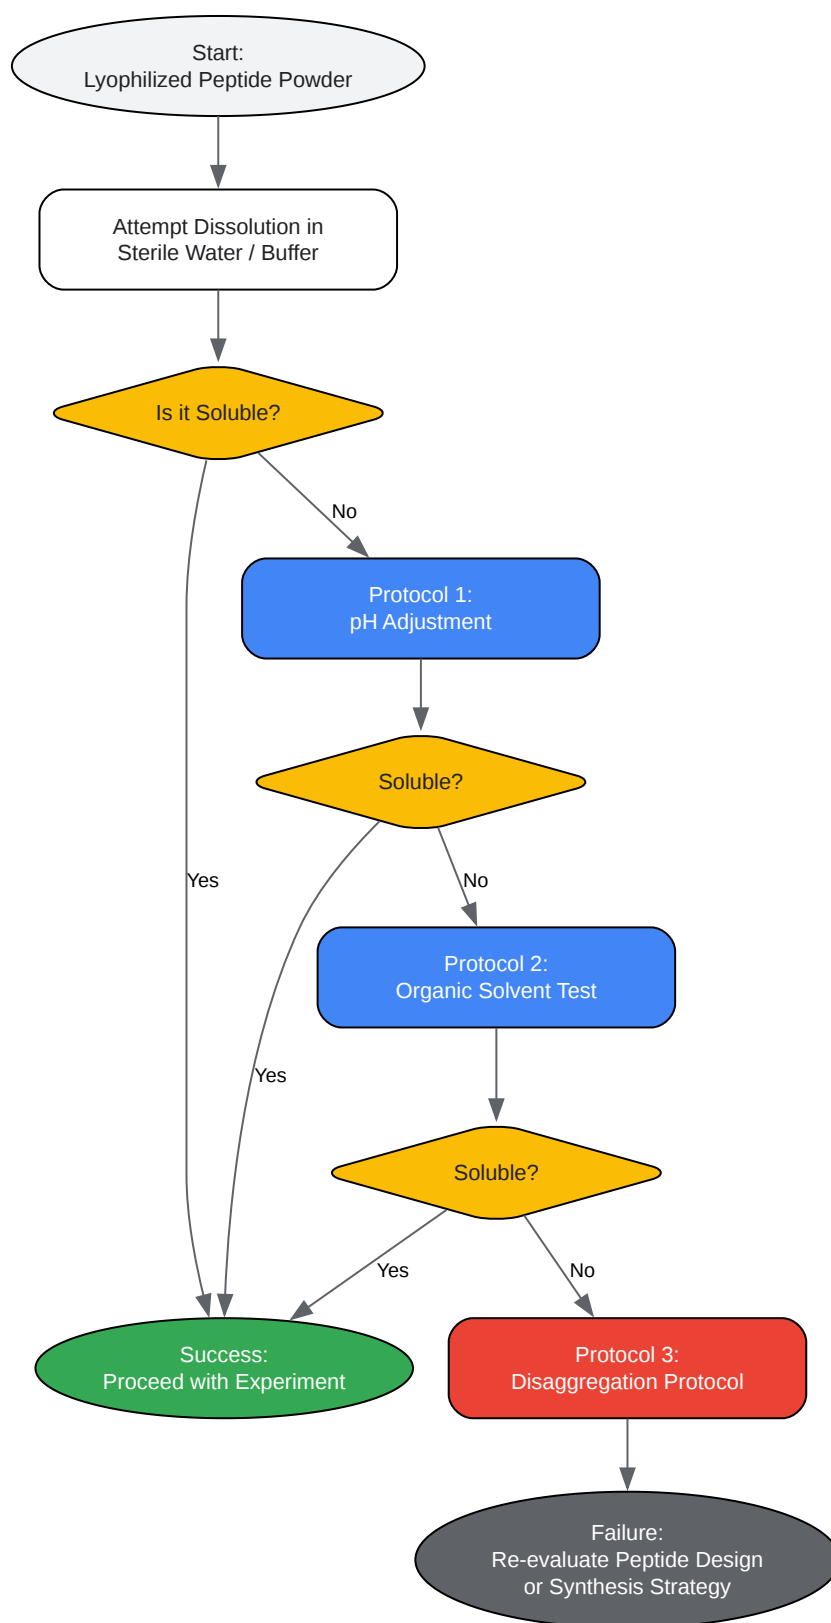 Start:
Lyophilized Peptide Powder
Attempt Dissolution in
Sterile Water / Buffer
Is it Soluble?
No
Protocol 1:
pH Adjustment
Soluble?
Yes
No
Protocol 2:
Organic Solvent Test
Yes
Soluble?
Yes
No
Success:
Proceed with Experiment
Protocol 3:
Disaggregation Protocol
Failure:
Re-evaluate Peptide Design
or Synthesis Strategy